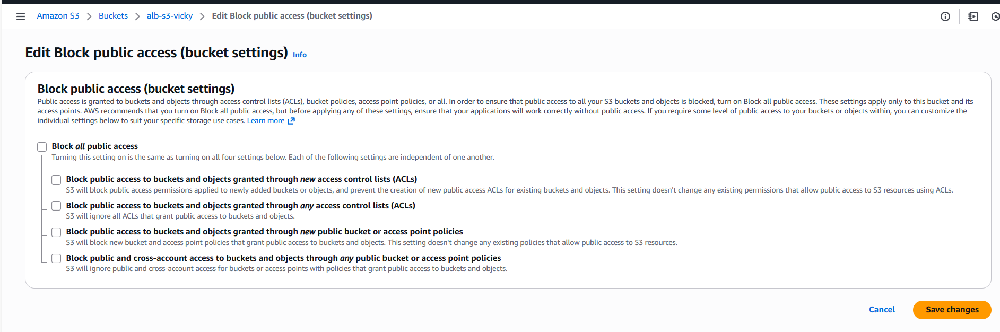 Amazon S3 > Buckets > alb-s3-vicky > Edit Block public access (bucket settings)
Edit Block public access (bucket settings) Info
Block public access (bucket settings)
Public access is granted to buckets and objects through access control lists (ACLs), bucket policies, access point policies, or all. In order to ensure that public access to all your S3 buckets and objects is blocked, turn on Block all public access. These settings apply only to this bucket and its
access points. AWS recommends that you turn on Block all public access, but before applying any of these settings, ensure that your applications will work correctly without public access. If you require some level of public access to your buckets or objects within, you can customize the
individual settings below to suit your specific storage use cases. Learn more
Block all public access
Turning this setting on is the same as turning on all four settings below. Each of the following settings are independent of one another.
Block public access to buckets and objects granted through new access control lists (ACLs)
S3 will block public access permissions applied to newly added buckets or objects, and prevent the creation of new public access ACLs for existing buckets and objects. This setting doesn't change any existing permissions that allow public access to S3 resources using ACLs.
Block public access to buckets and objects granted through any access control lists (ACLs)
S3 will ignore all ACLs that grant public access to buckets and objects.
Block public access to buckets and objects granted through new public bucket or access point policies
S3 will block new bucket and access point policies that grant public access to buckets and objects. This setting doesn't change any existing policies that allow public access to S3 resources.
Block public and cross-account access to buckets and objects through any public bucket or access point policies
S3 will ignore public and cross-account access for buckets or access points with policies that grant public access to buckets and objects.
Cancel Save changes